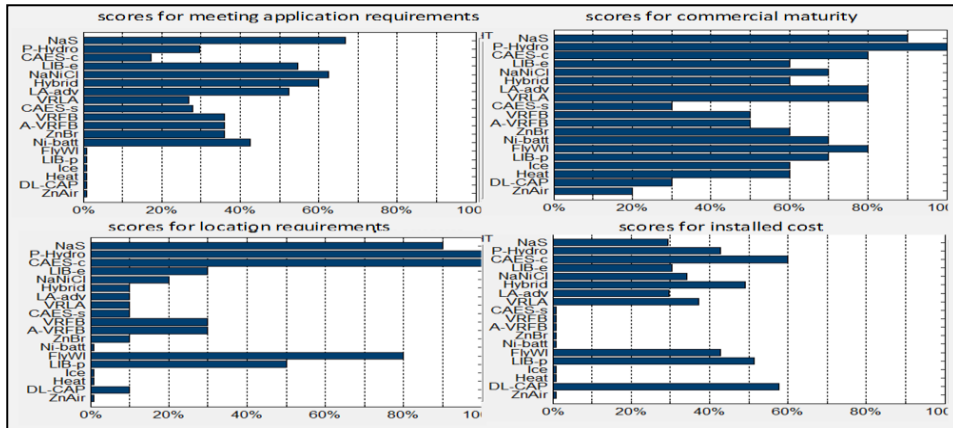 scores for meeting application requirements
NaS
P-Hydro
CAES-c
LIB-e
NaNiCl
Hybrid
LA-adv
VRLA
CAES-s
VRFB
A-VRFB
ZnBr
Ni-batt
FlyWl
LIB-p
Ice
Heat
DL-CAP
ZnAir
0% 20% 40% 60% 80% 100
scores for commercial maturity
NaS
P-Hydro
CAES-c
LIB-e
NaNiCl
Hybrid
LA-adv
VRLA
CAES-s
VRFB
A-VRFB
ZnBr
Ni-batt
FlyWl
LIB-p
Ice
Heat
DL-CAP
ZnAir
0% 20% 40% 60% 80% 100%
scores for location requirements
NaS
P-Hydro
CAES-c
LIB-e
NaNiCl
Hybrid
LA-adv
VRLA
CAES-s
VRFB
A-VRFB
ZnBr
Ni-batt
FlyWl
LIB-p
Ice
Heat
DL-CAP
ZnAir
0% 20% 40% 60% 80% 100%
scores for installed cost
NaS
P-Hydro
CAES-c
LIB-e
NaNiCl
Hybrid
LA-adv
VRLA
CAES-s
VRFB
A-VRFB
ZnBr
Ni-batt
FlyWl
LIB-p
Ice
Heat
DL-CAP
ZnAir
0% 20% 40% 60% 80% 100%